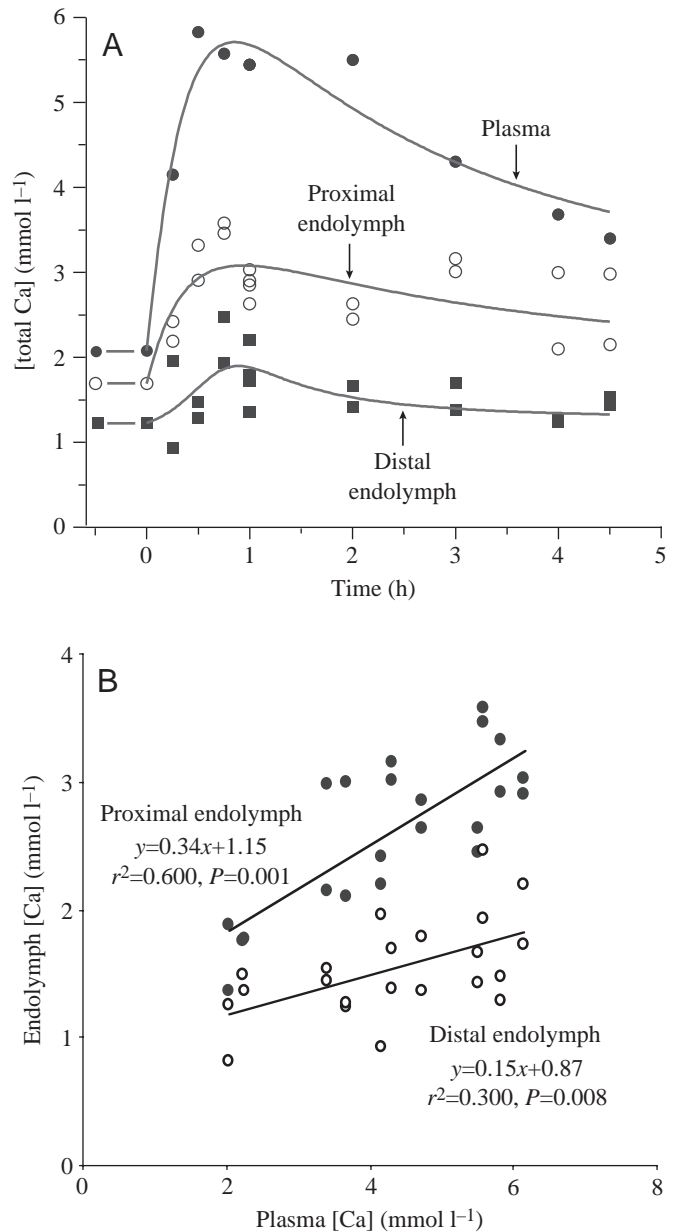 A
6
5
4
3
2
1
0
[total Ca] (mmol l⁻¹)
Plasma
Proximal
endolymph
Distal
endolymph
0 1 2 3 4 5
Time (h)
B
4
3
2
1
0
Endolymph [Ca] (mmol l⁻¹)
Proximal endolymph
y=0.34x+1.15
r²=0.600, P=0.001
Distal endolymph
y=0.15x+0.87
r²=0.300, P=0.008
0 2 4 6 8
Plasma [Ca] (mmol l⁻¹)